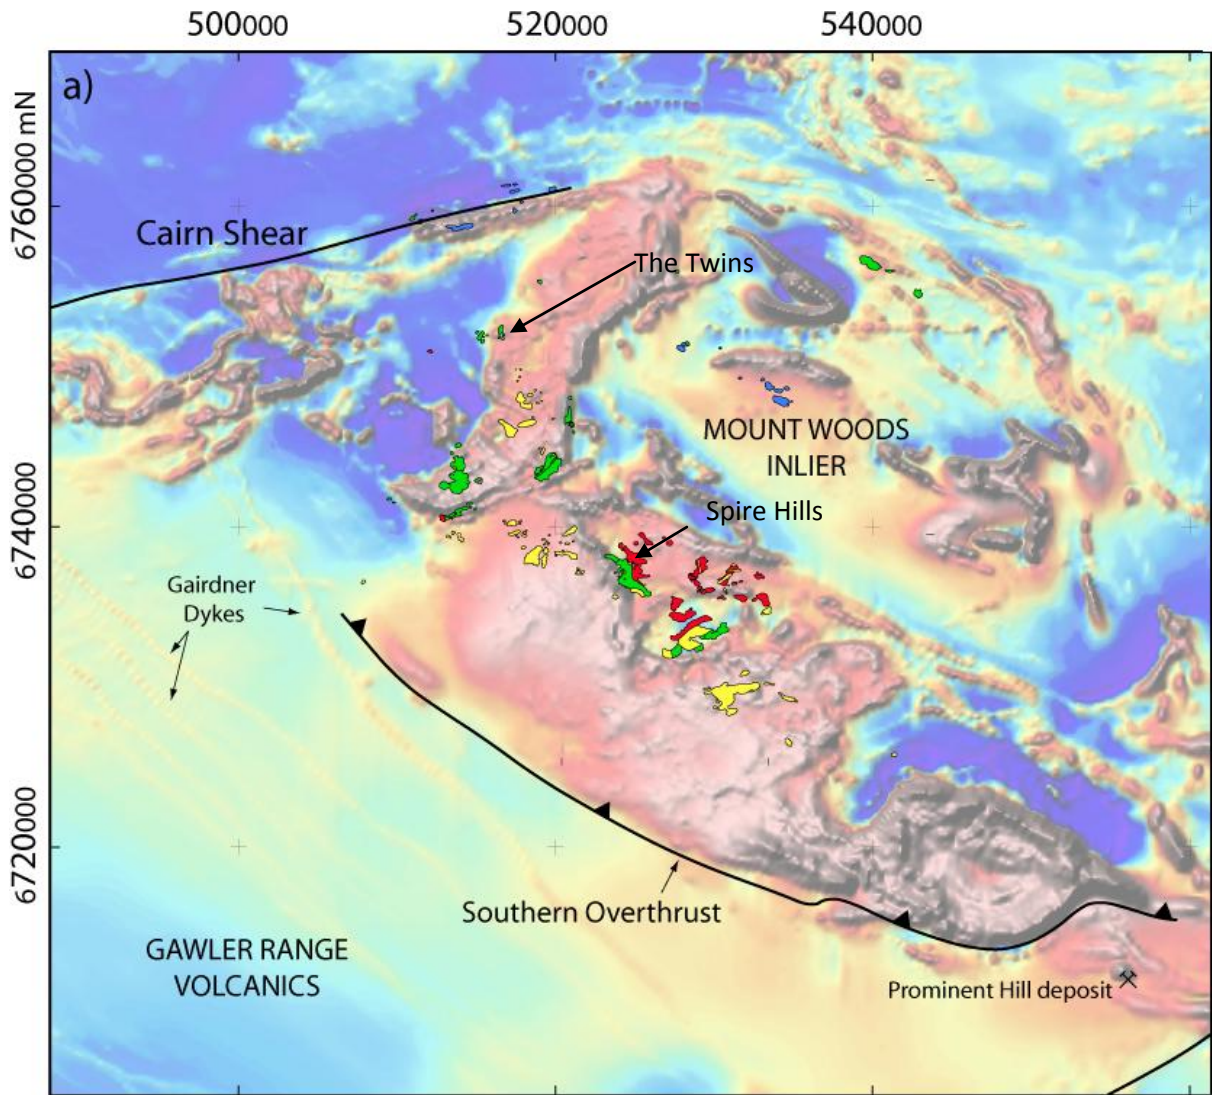 500000
520000
540000
a)
6760000 mN
Cairn Shear
The Twins
MOUNT WOODS
INLIER
6740000
Spire Hills
Gairdner
Dykes
6720000
Southern Overthrust
GAWLER RANGE
VOLCANICS
Prominent Hill deposit